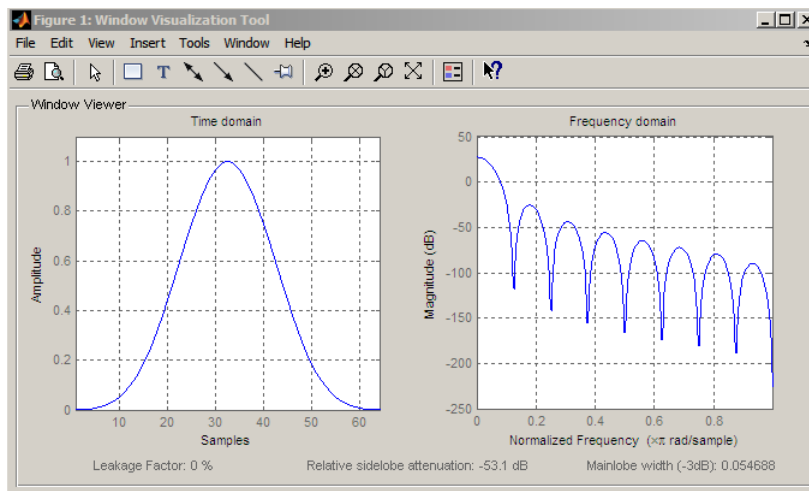 Figure 1: Window Visualization Tool
File Edit View Insert Tools Window Help
T
Window Viewer
Time domain
Frequency domain
1
0.8
0.6
0.4
0.2
0
Amplitude
10 20 30 40 50 60
Samples
50
0
-50
-100
-150
-200
-250
Magnitude (dB)
0 0.2 0.4 0.6 0.8
Normalized Frequency (×π rad/sample)
Leakage Factor: 0 %
Relative sidelobe attenuation: -53.1 dB
Mainlobe width (-3dB): 0.054688